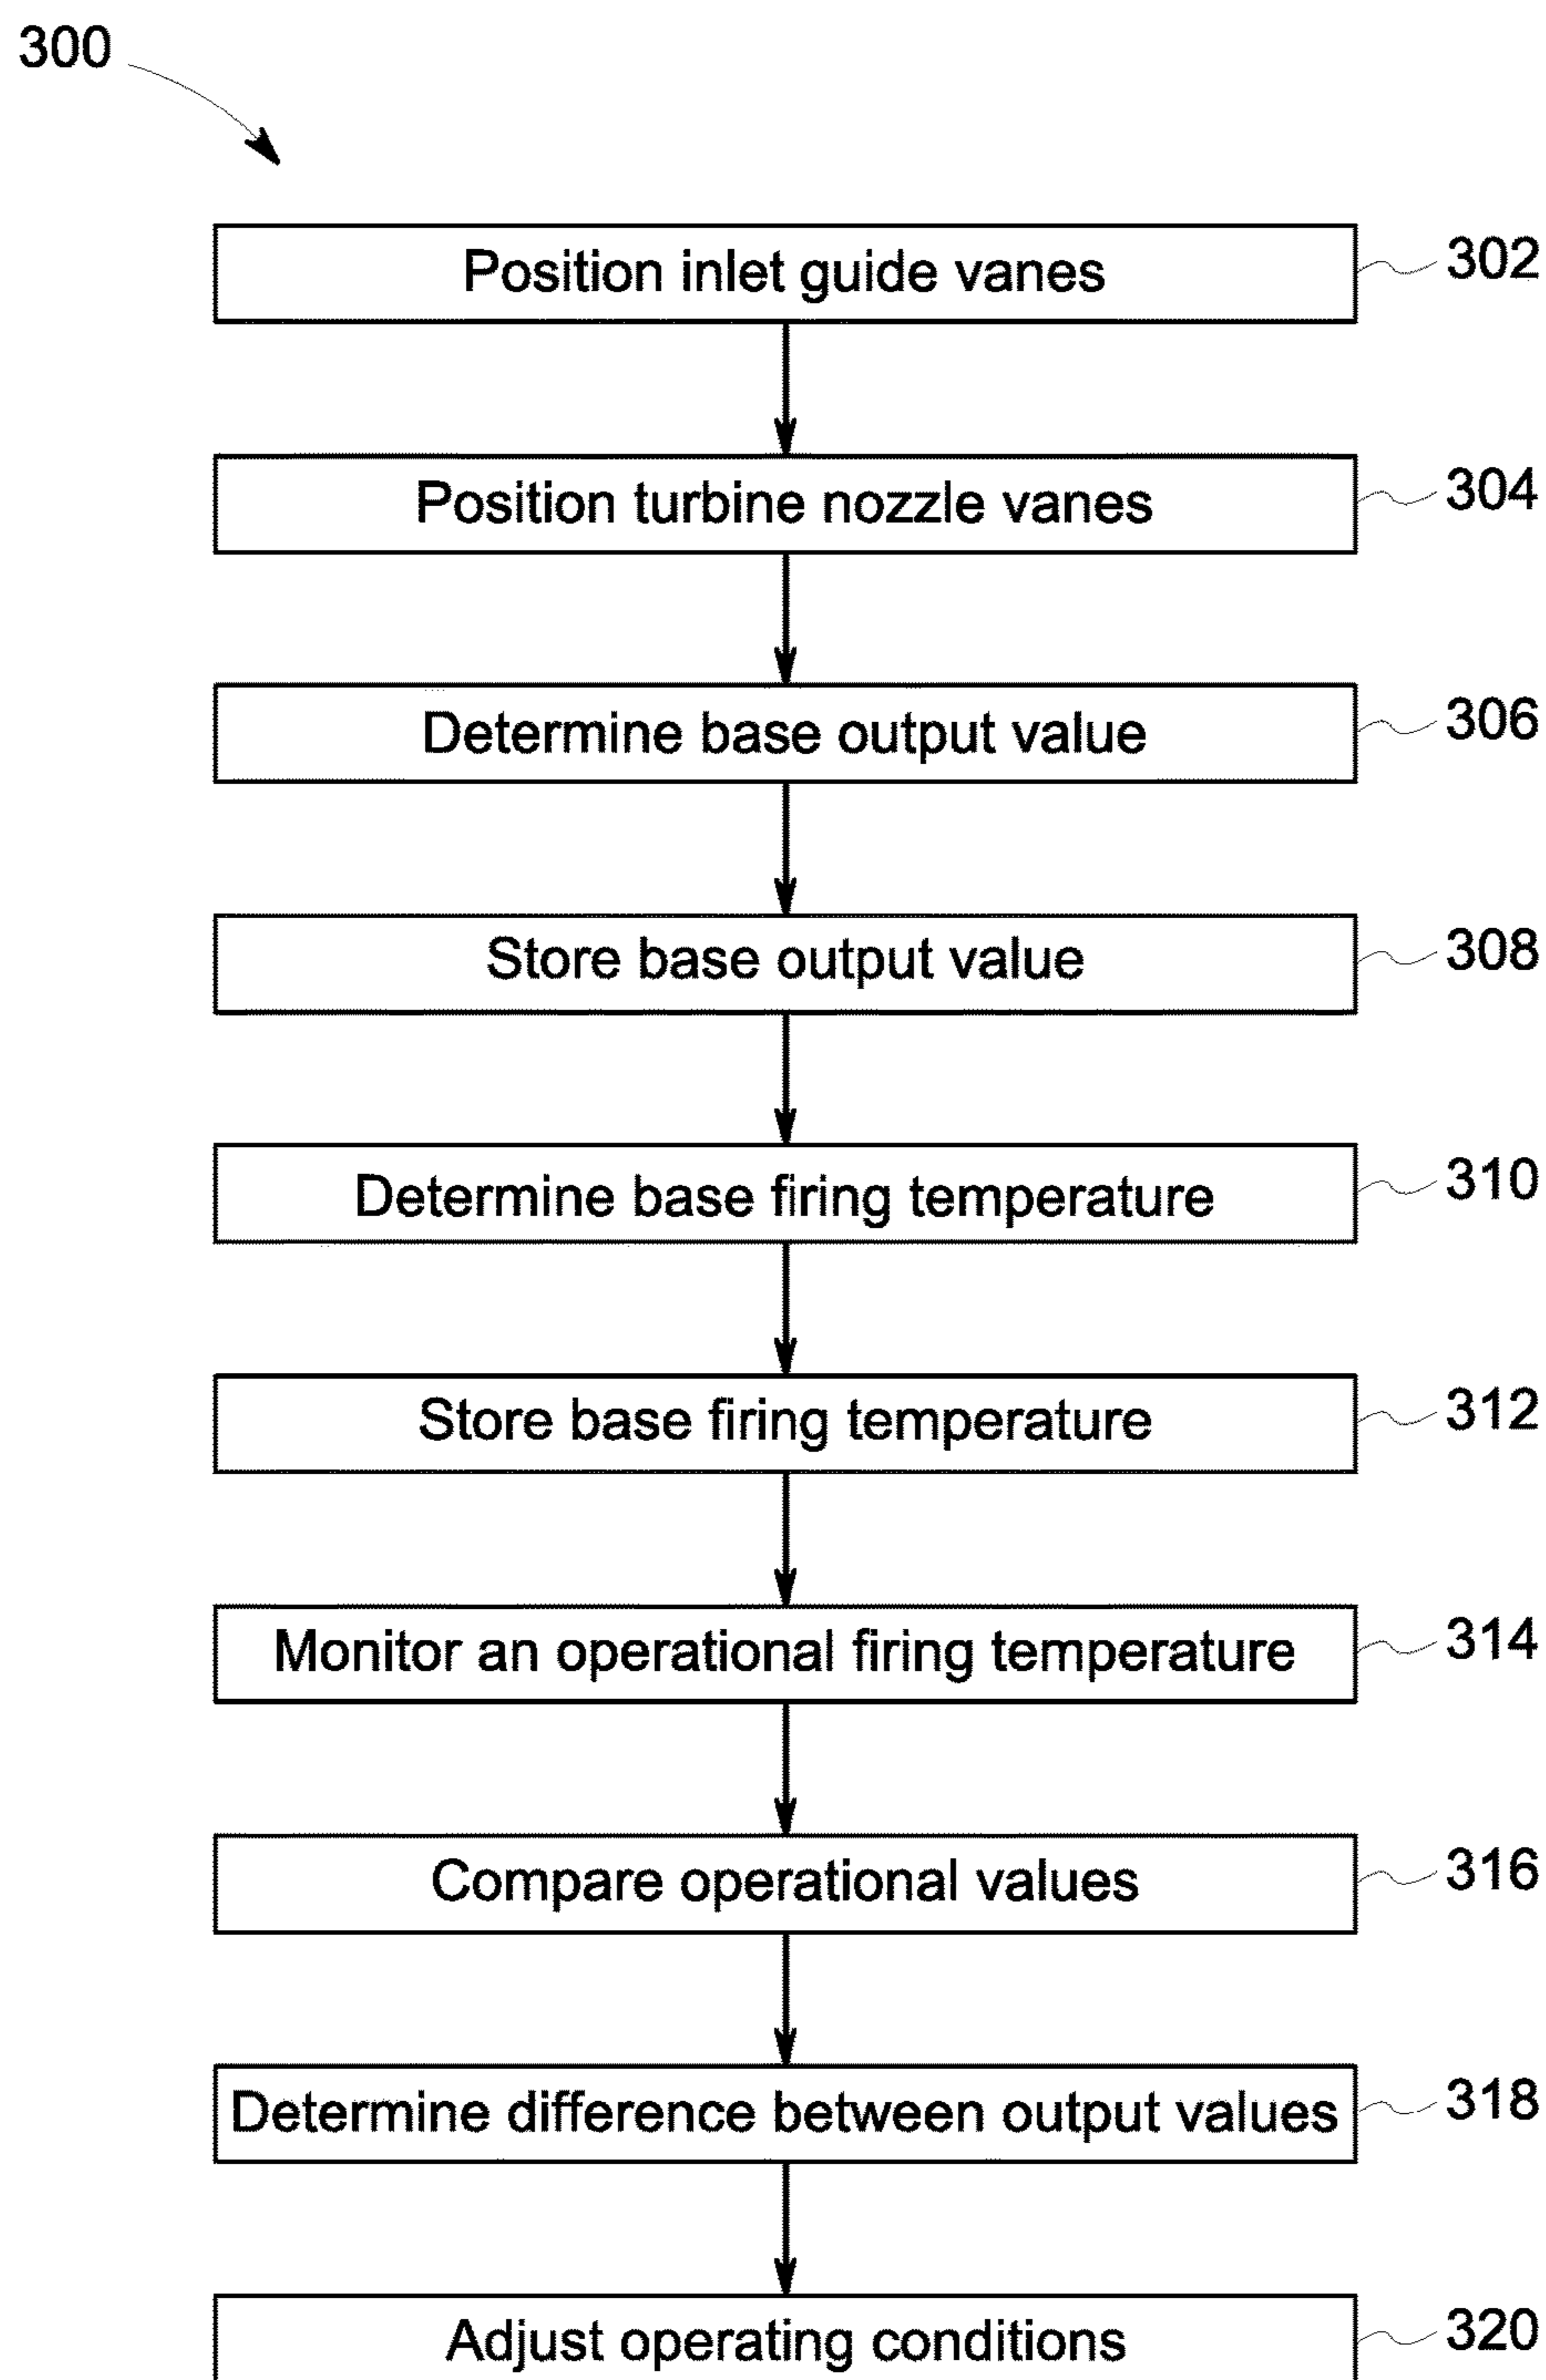 300
Position inlet guide vanes 302
Position turbine nozzle vanes 304
Determine base output value 306
Store base output value 308
Determine base firing temperature 310
Store base firing temperature 312
Monitor an operational firing temperature 314
Compare operational values 316
Determine difference between output values 318
Adjust operating conditions 320